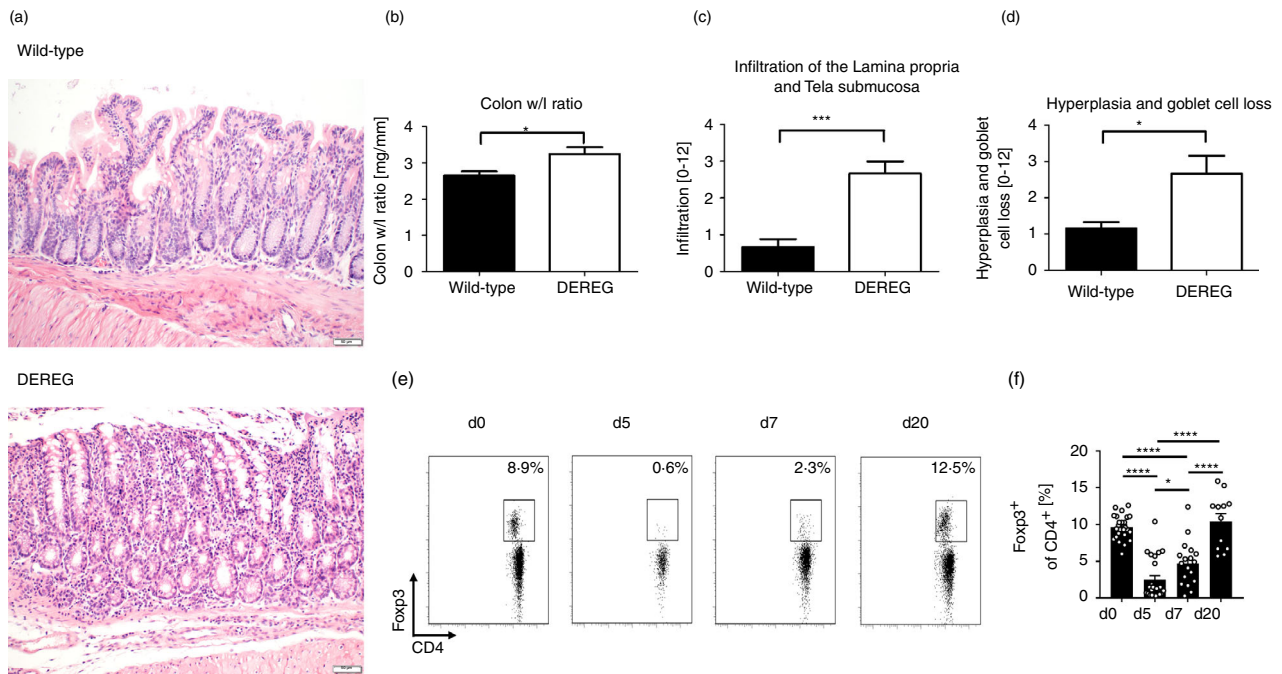 (a)
Wild-type
(b)
Colon w/l ratio
Colon w/l ratio [mg/mm]
4
3
2
1
0
*
Wild-type
DEREG
(c)
Infiltration of the Lamina propria
and Tela submucosa
Infiltration [0-12]
4
3
2
1
0
***
Wild-type
DEREG
(d)
Hyperplasia and goblet cell loss
Hyperplasia and goblet
cell loss [0-12]
4
3
2
1
0
*
Wild-type
DEREG
50 µm
DEREG
50 µm
(e)
d0
d5
d7
d20
8·9%
0·6%
2·3%
12·5%
Foxp3
CD4
(f)
Foxp3+
of CD4+ [%]
20
15
10
5
0
****
****
****
****
*
d0
d5
d7
d20